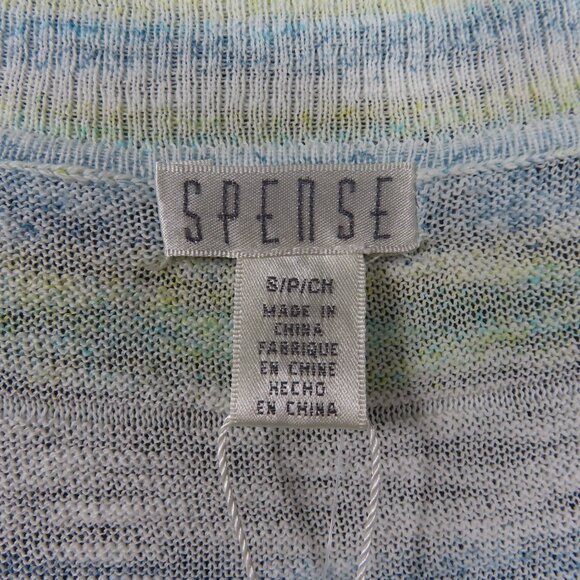 SPENSE
S/P/CH
MADE IN
CHINA
FABRIQUE
EN CHINE
HECHO
EN CHINA